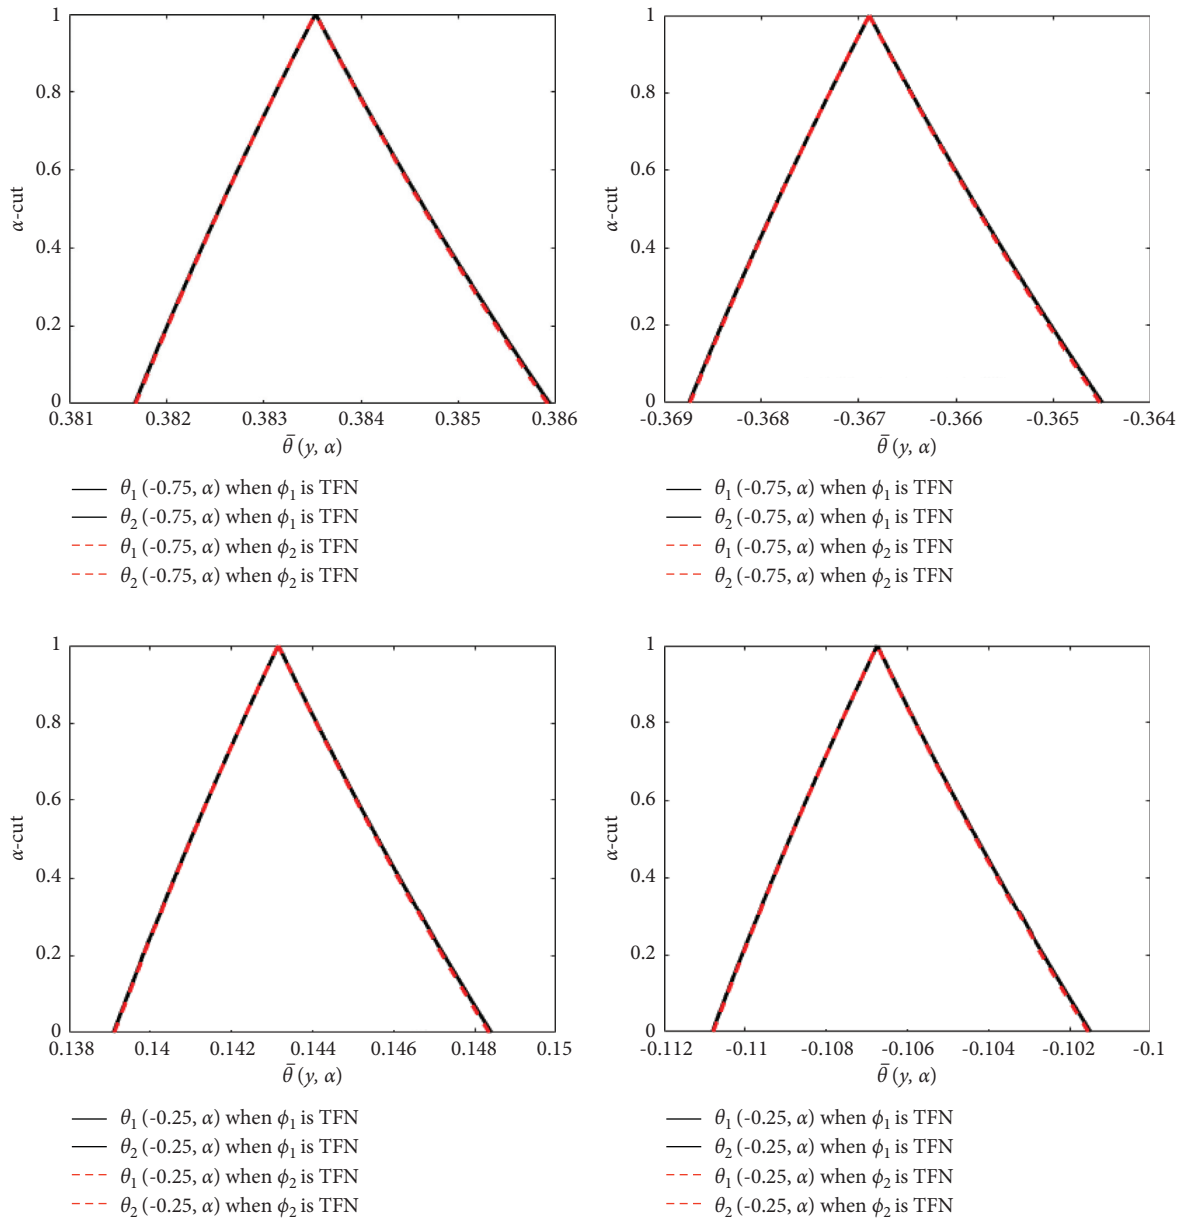 1
0.8
0.6
0.4
0.2
0
α-cut
0.381 0.382 0.383 0.384 0.385 0.386
θ̄ (y, α)
θ₁ (-0.75, α) when ϕ₁ is TFN
θ₂ (-0.75, α) when ϕ₁ is TFN
θ₁ (-0.75, α) when ϕ₂ is TFN
θ₂ (-0.75, α) when ϕ₂ is TFN
1
0.8
0.6
0.4
0.2
0
α-cut
-0.369 -0.368 -0.367 -0.366 -0.365 -0.364
θ̄ (y, α)
θ₁ (-0.75, α) when ϕ₁ is TFN
θ₂ (-0.75, α) when ϕ₁ is TFN
θ₁ (-0.75, α) when ϕ₂ is TFN
θ₂ (-0.75, α) when ϕ₂ is TFN
1
0.8
0.6
0.4
0.2
0
α-cut
0.138 0.14 0.142 0.144 0.146 0.148 0.15
θ̄ (y, α)
θ₁ (-0.25, α) when ϕ₁ is TFN
θ₂ (-0.25, α) when ϕ₁ is TFN
θ₁ (-0.25, α) when ϕ₂ is TFN
θ₂ (-0.25, α) when ϕ₂ is TFN
1
0.8
0.6
0.4
0.2
0
α-cut
-0.112 -0.11 -0.108 -0.106 -0.104 -0.102 -0.1
θ̄ (y, α)
θ₁ (-0.25, α) when ϕ₁ is TFN
θ₂ (-0.25, α) when ϕ₁ is TFN
θ₁ (-0.25, α) when ϕ₂ is TFN
θ₂ (-0.25, α) when ϕ₂ is TFN